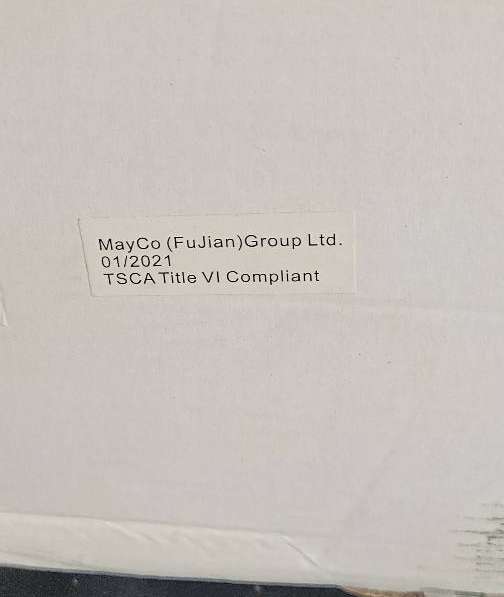 MayCo (FuJian)Group Ltd.
01/2021
TSCA Title VI Compliant